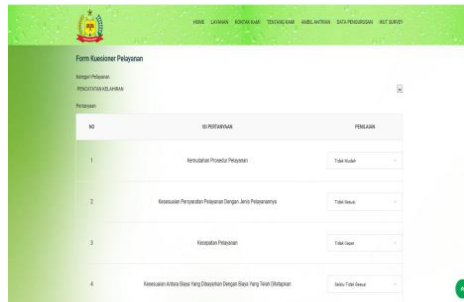 HOME LAYANAN KONTAK KAMI TENTANG KAMI AMBIL ANTRIAN DATA PENGURUSAN IKUT SURVEY
Form Kuesioner Pelayanan
Kategori Pelayanan
PENCATATAN KELAHIRAN
Pertanyaan
NO ISI PERTANYAAN PENILAIAN
1 Kemudahan Prosedur Pelayanan Tidak Mudah
2 Kesesuaian Persyaratan Pelayanan Dengan Jenis Pelayanannya Tidak Sesuai
3 Kecepatan Pelayanan Tidak Cepat
4 Kesesuaian Antara Biaya Yang Dibayarkan Dengan Biaya Yang Telah Ditetapkan Selalu Tidak Sesuai